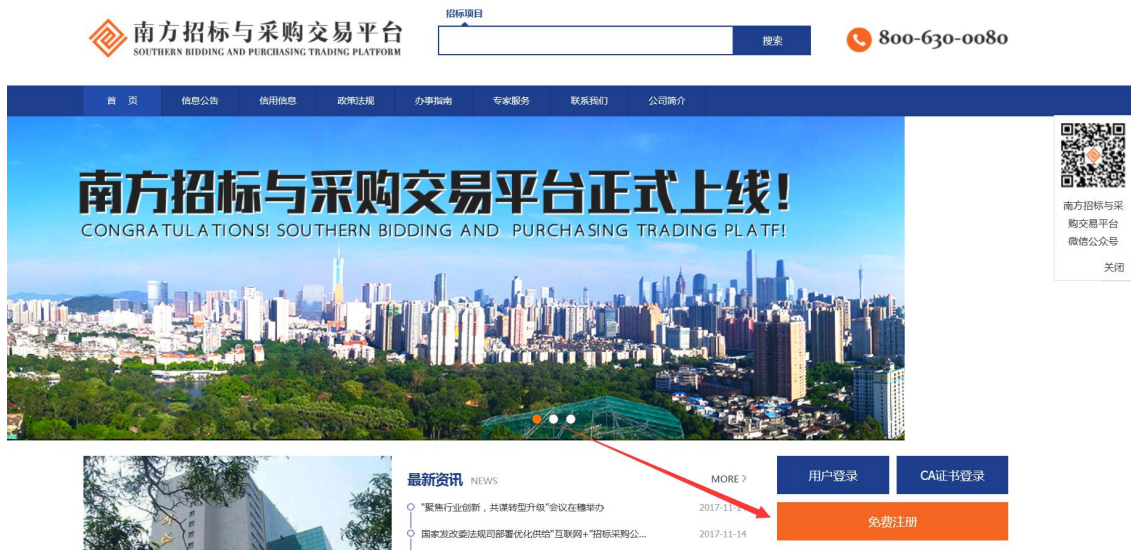 招标项目
南方招标与采购交易平台
SOUTHERN BIDDING AND PURCHASING TRADING PLATFORM
搜索
800-630-0080
首 页 信息公告 信用信息 政策法规 办事指南 专家服务 联系我们 公司简介
南方招标与采购交易平台正式上线！
CONGRATULATIONS! SOUTHERN BIDDING AND PURCHASING TRADING PLATF!
南方招标与采
购交易平台
微信公众号
关闭
最新资讯 NEWS MORE >
"聚焦行业创新，共谋转型升级"会议在穗举办 2017-11-
国家发改委法规司部署优化供给"互联网+"招标采购公... 2017-11-14
用户登录 CA证书登录
免费注册